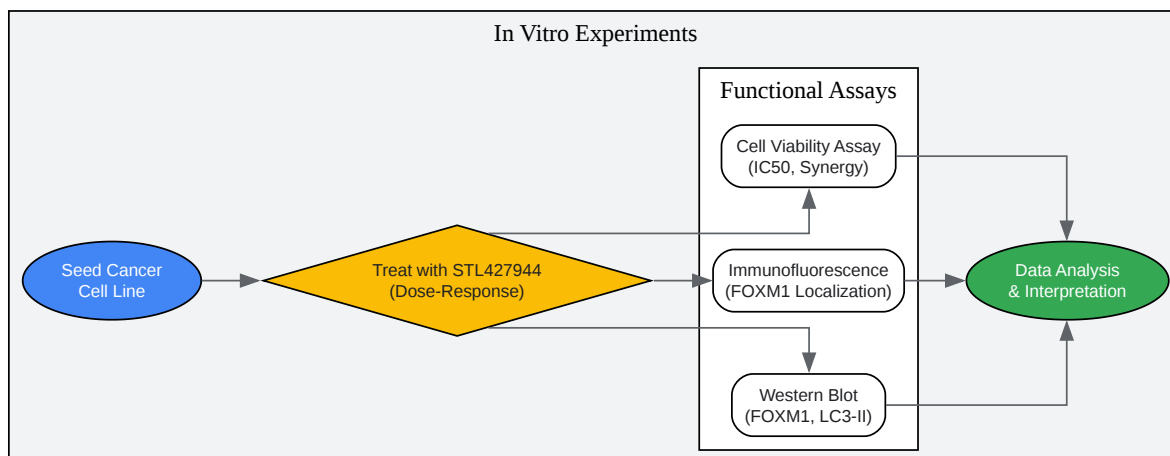 In Vitro Experiments
Functional Assays
Cell Viability Assay
(IC50, Synergy)
Seed Cancer
Cell Line
Treat with STL427944
(Dose-Response)
Immunofluorescence
(FOXM1 Localization)
Data Analysis
& Interpretation
Western Blot
(FOXM1, LC3-II)